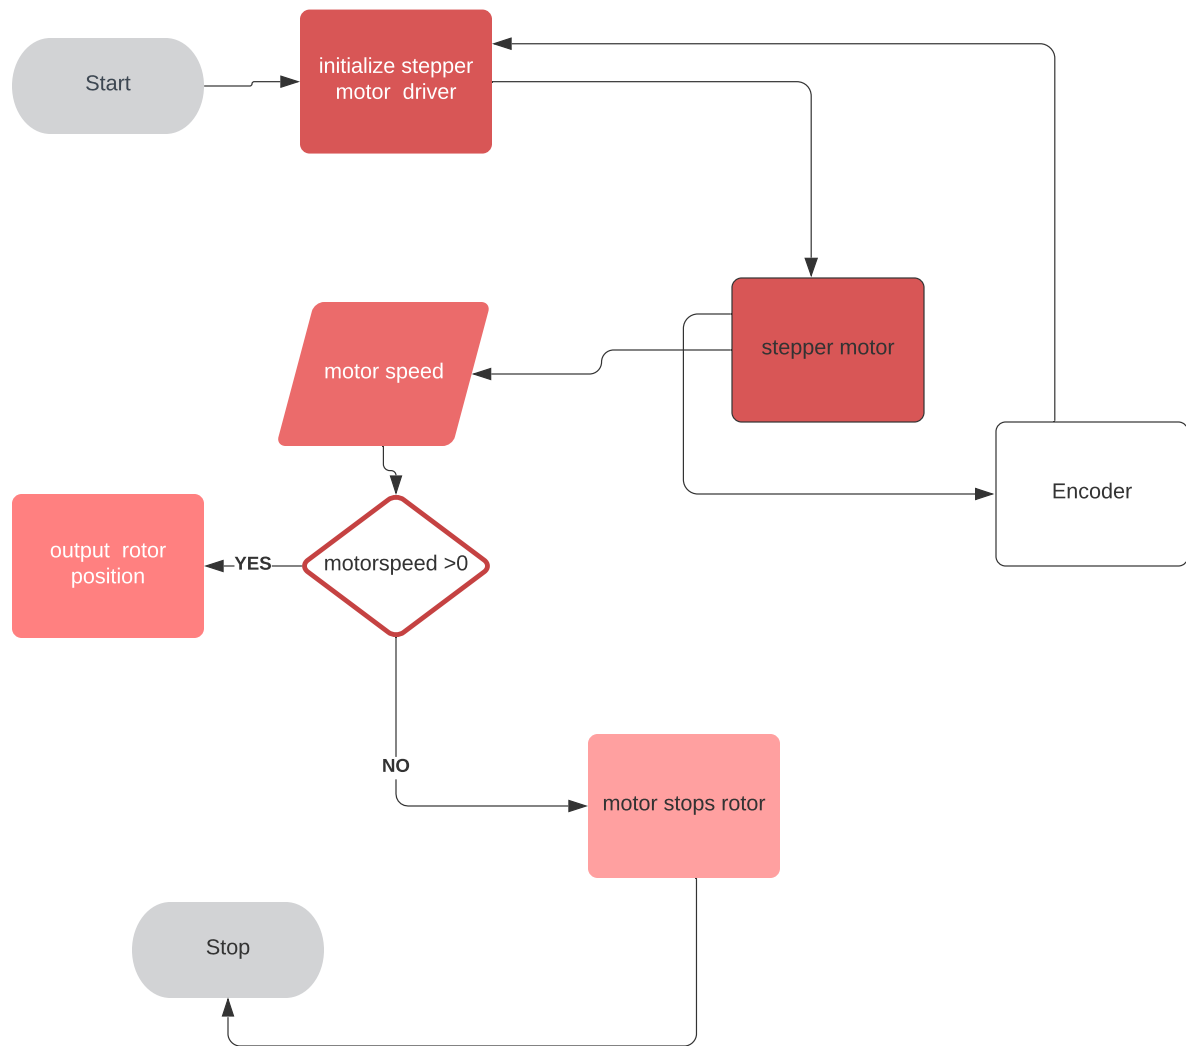 Start
initialize stepper
motor  driver
stepper motor
motor speed
Encoder
output  rotor
position
YES
motorspeed >0
NO
motor stops rotor
Stop